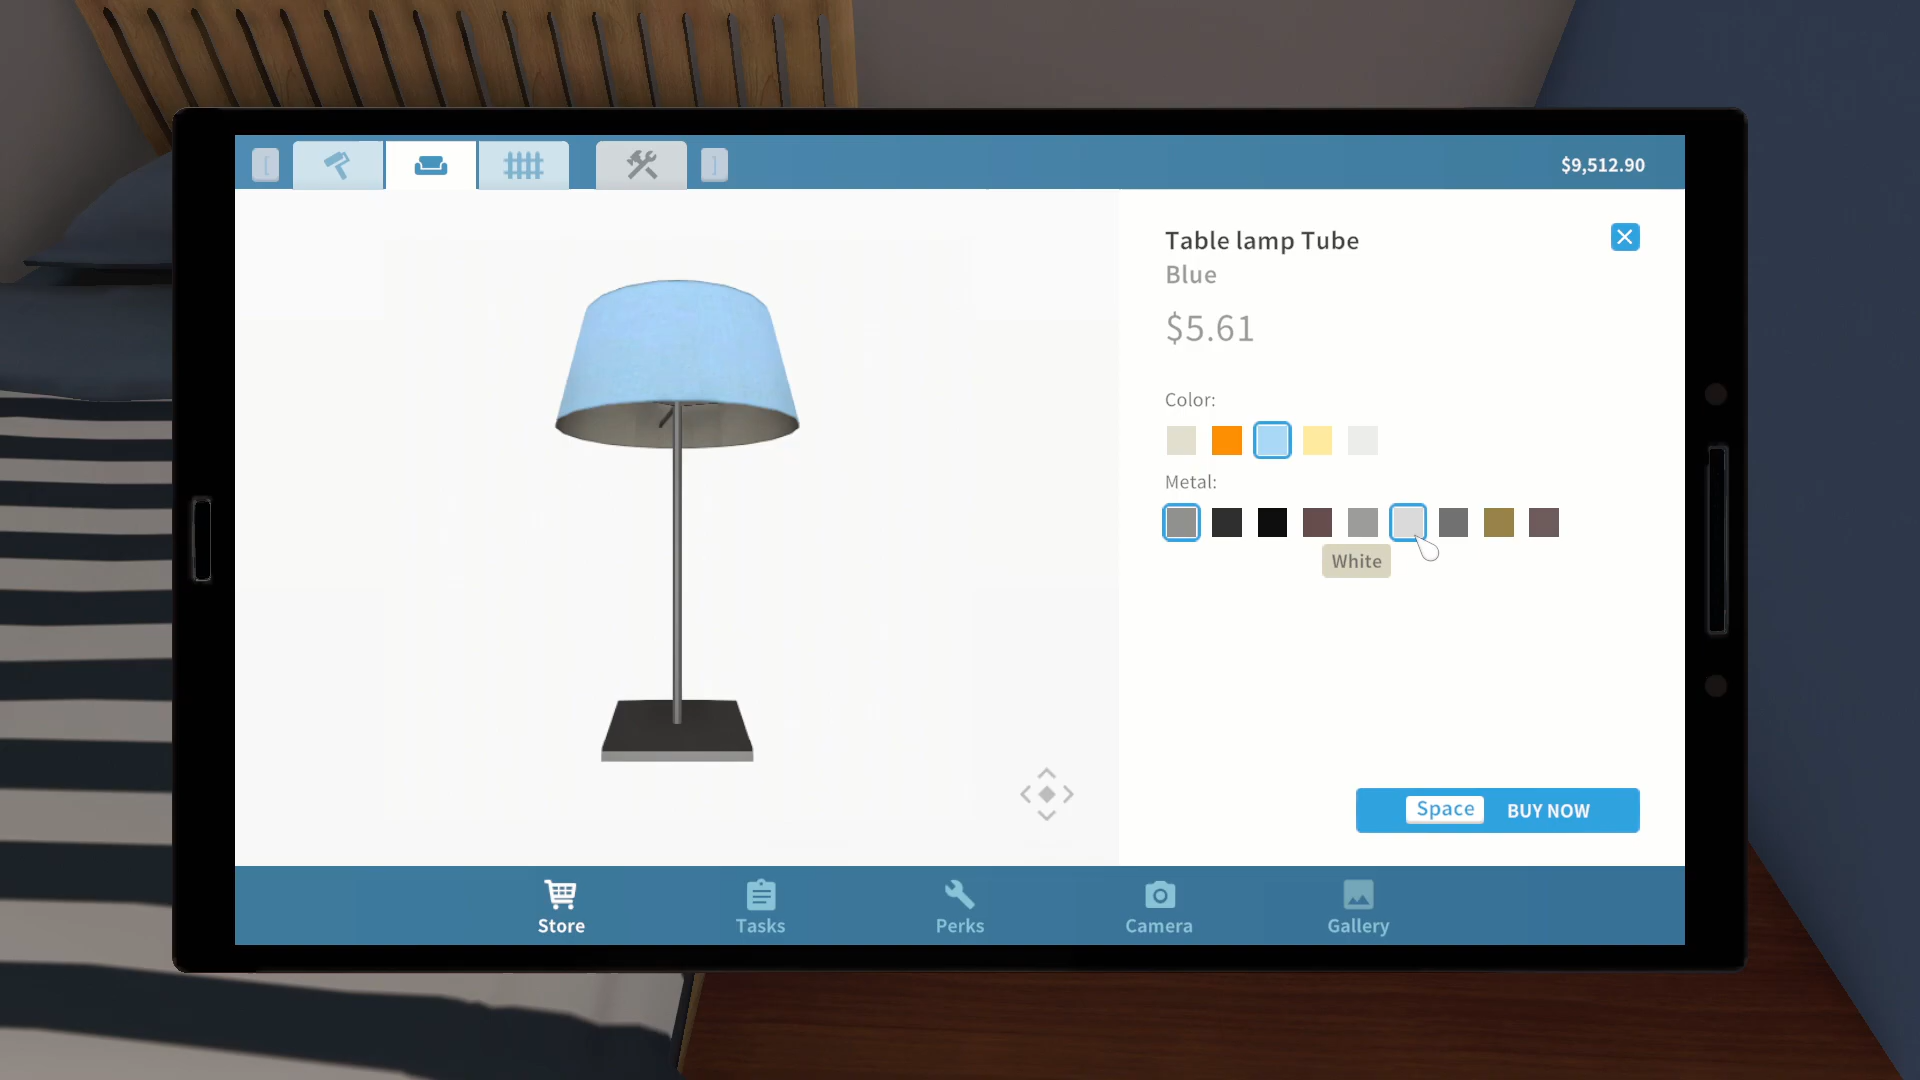 [
]
$9,512.90
Table lamp Tube
Blue
$5.61
Color:
Metal:
White
Space BUY NOW
Store
Tasks
Perks
Camera
Gallery